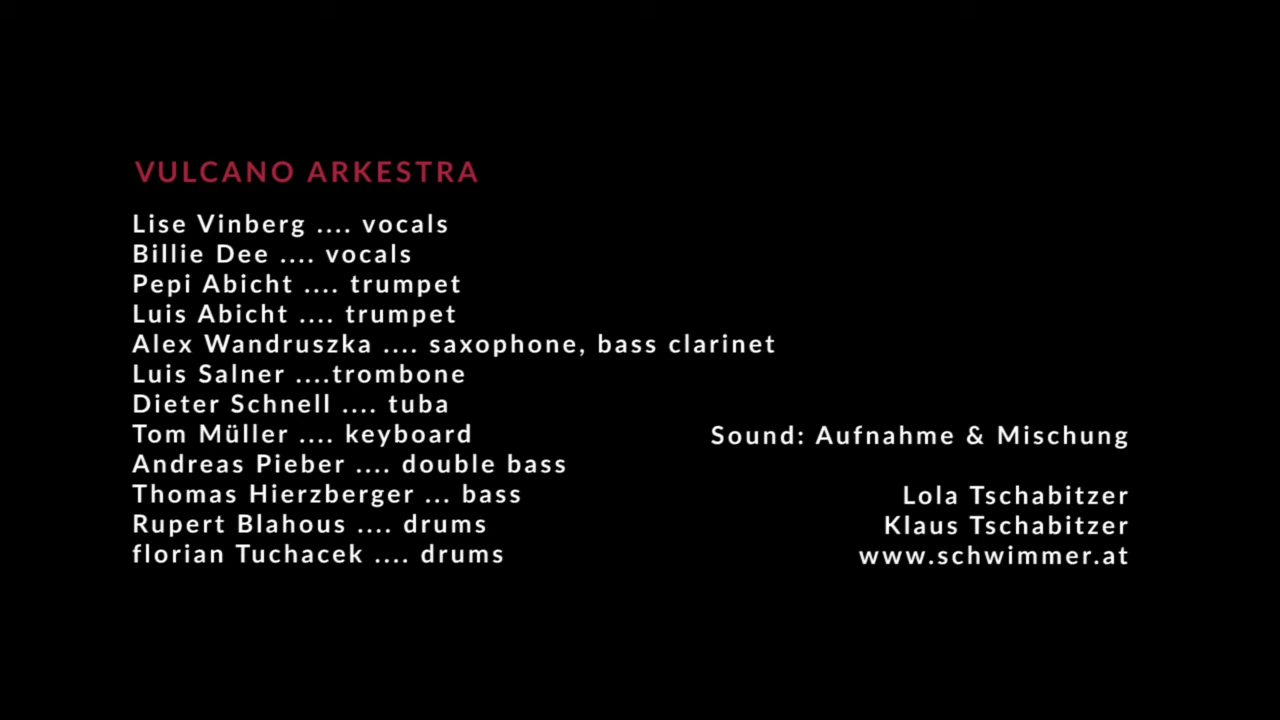 VULCANO ARKESTRA
Lise Vinberg .... vocals
Billie Dee .... vocals
Pepi Abicht .... trumpet
Luis Abicht .... trumpet
Alex Wandruszka .... saxophone, bass clarinet
Luis Salner ....trombone
Dieter Schnell .... tuba
Tom Müller .... keyboard
Andreas Pieber .... double bass
Thomas Hierzberger ... bass
Rupert Blahous .... drums
florian Tuchacek .... drums
Sound: Aufnahme & Mischung
Lola Tschabitzer
Klaus Tschabitzer
www.schwimmer.at